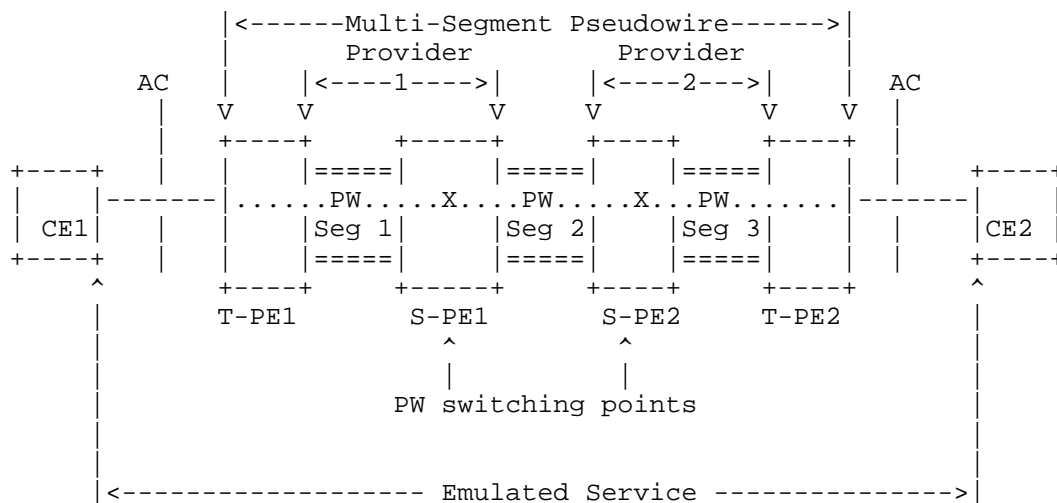 |<------Multi-Segment Pseudowire------>|
|         Provider         Provider         |
AC     |     |<----1---->|     |<----2--->|     |     AC
|     V     V           V     V          V     V     |
|     +----+     +-----+     +----+     +----+     |
+----+     |     |    |=====|     |=====|    |=====|    |     |     +----+
|    |-------|......PW.....X....PW.....X...PW.......|-------|    |
| CE1|     |     |    |Seg 1|     |Seg 2|    |Seg 3|    |     |     |CE2 |
+----+     |     |    |=====|     |=====|    |=====|    |     |     +----+
^     +----+     +-----+     +----+     +----+     ^
|     T-PE1     S-PE1     S-PE2     T-PE2     |
|     ^     ^     |
|     |     |     |
|     PW switching points     |
|     |
|     |
|<-------------------- Emulated Service --------------->|